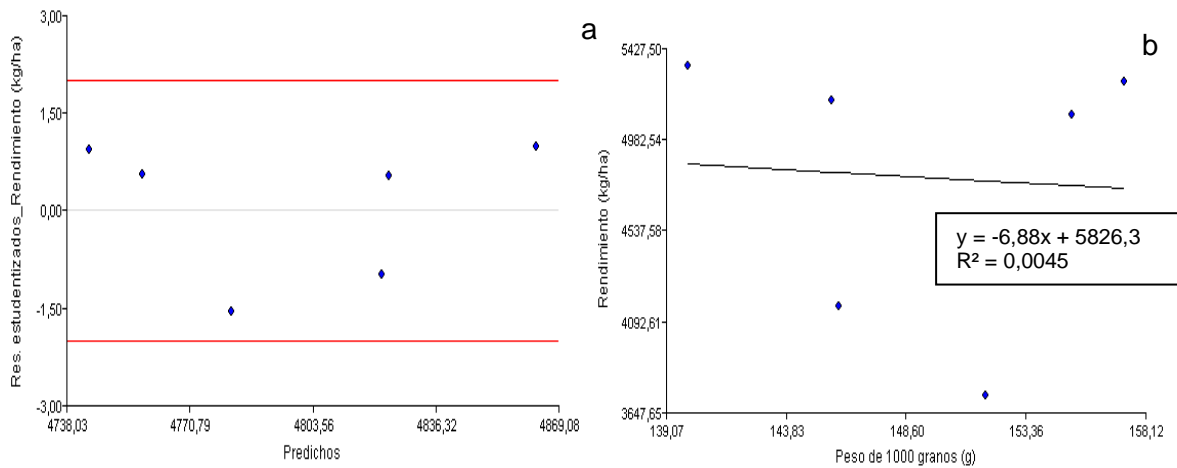 a
3,00
1,50
0,00
-1,50
-3,00
Res. estudentizados_Rendimiento (kg/ha)
4738,03
4770,79
4803,56
4836,32
4869,08
Predichos
b
5427,50
4982,54
4537,58
4092,61
3647,65
Rendimiento (kg/ha)
y = -6,88x + 5826,3
R² = 0,0045
139,07
143,83
148,60
153,36
158,12
Peso de 1000 granos (g)